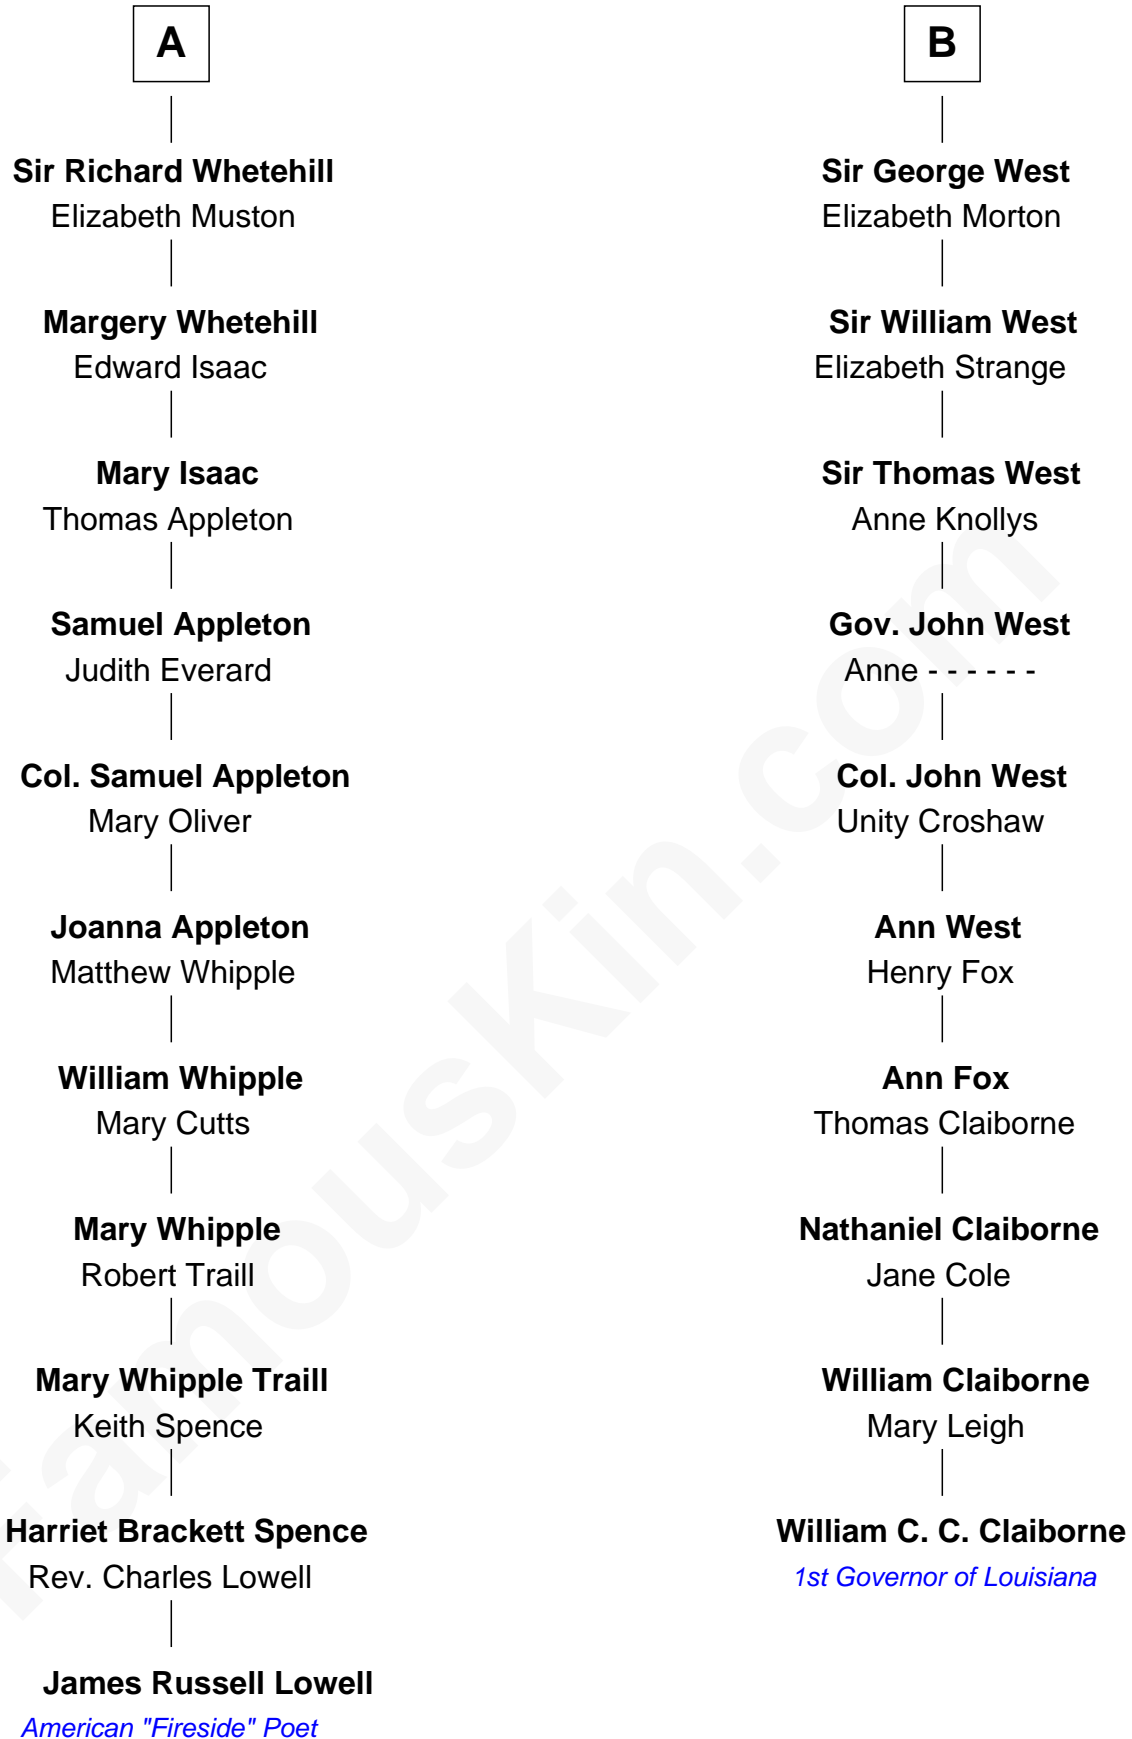 A
Sir Richard Whetehill
Elizabeth Muston
Margery Whetehill
Edward Isaac
Mary Isaac
Thomas Appleton
Samuel Appleton
Judith Everard
Col. Samuel Appleton
Mary Oliver
Joanna Appleton
Matthew Whipple
William Whipple
Mary Cutts
Mary Whipple
Robert Traill
Mary Whipple Traill
Keith Spence
Harriet Brackett Spence
Rev. Charles Lowell
James Russell Lowell
American "Fireside" Poet
B
Sir George West
Elizabeth Morton
Sir William West
Elizabeth Strange
Sir Thomas West
Anne Knollys
Gov. John West
Anne - - - - - -
Col. John West
Unity Croshaw
Ann West
Henry Fox
Ann Fox
Thomas Claiborne
Nathaniel Claiborne
Jane Cole
William Claiborne
Mary Leigh
William C. C. Claiborne
1st Governor of Louisiana
FamousKin.com